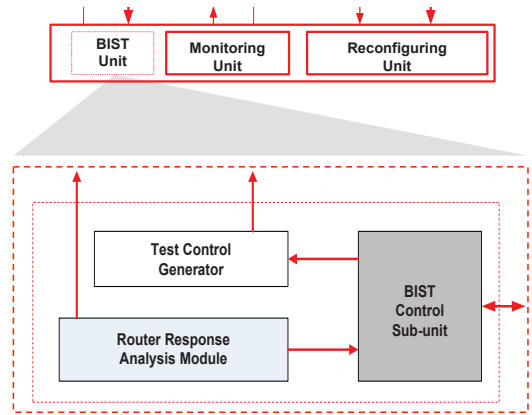 BIST
Unit
Monitoring
Unit
Reconfiguring
Unit
Test Control
Generator
BIST
Control
Sub-unit
Router Response
Analysis Module